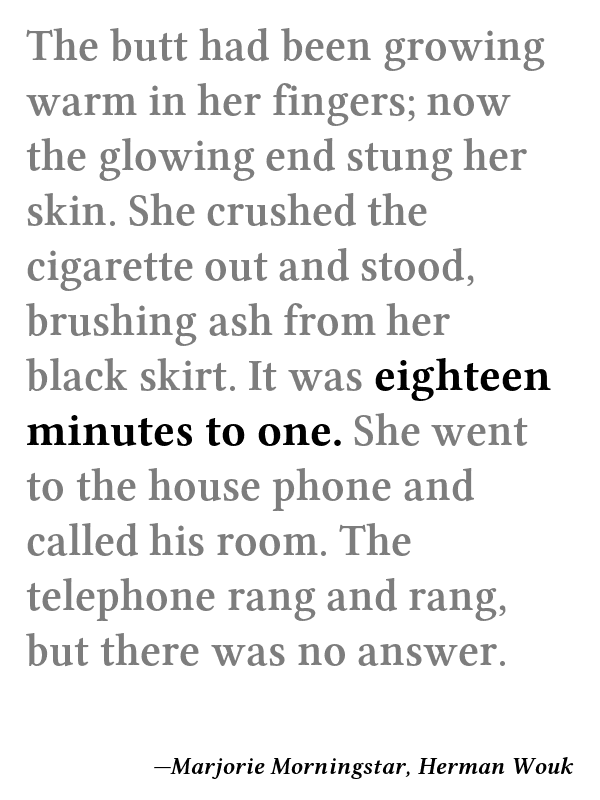 The butt had been growing
warm in her fingers; now
the glowing end stung her
skin. She crushed the
cigarette out and stood,
brushing ash from her
black skirt. It was eighteen
minutes to one. She went
to the house phone and
called his room. The
telephone rang and rang,
but there was no answer.
—Marjorie Morningstar, Herman Wouk